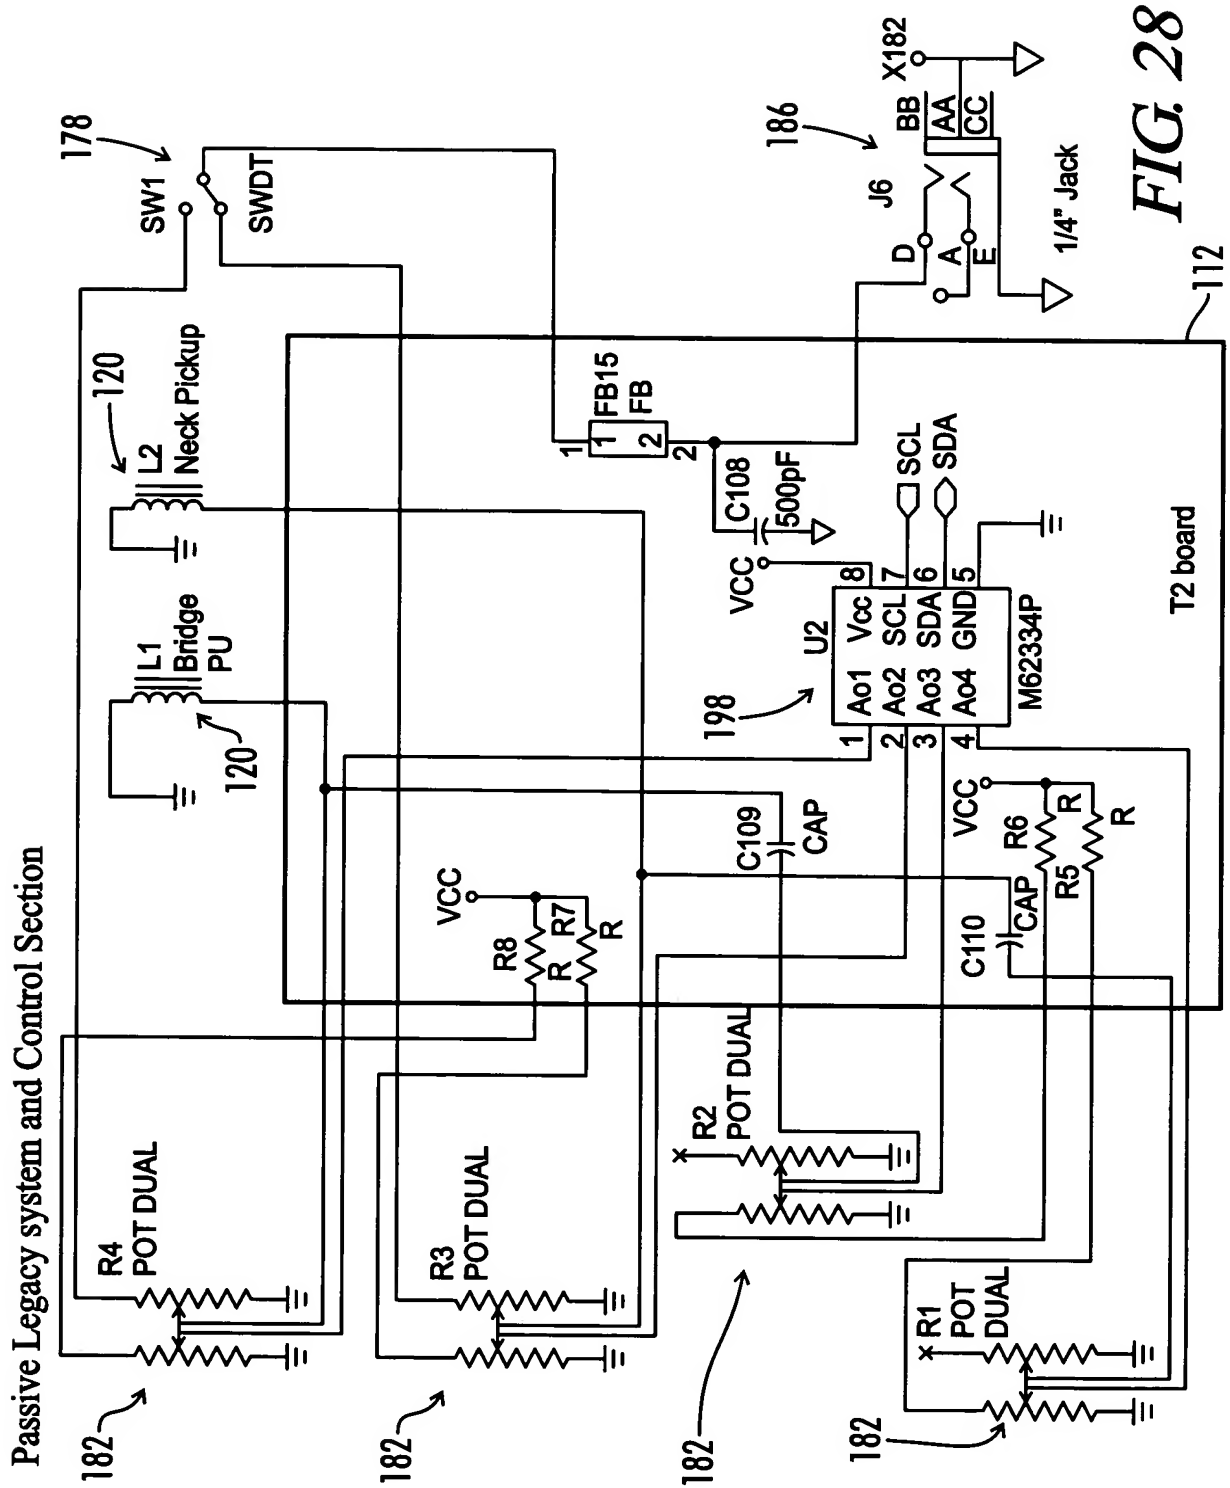 Passive Legacy system and Control Section
182
R4
POT DUAL
182
R3
POT DUAL
182
R2
POT DUAL
182
R1
POT
DUAL
120
L1
Bridge
PU
120
L2
Neck Pickup
178
SW1
SWDT
VCC
R8
R
R7
R
C109
CAP
C110
CAP
VCC
R6
R
R5
R
198
U2
1
Ao1
Vcc
8
2
Ao2
SCL
7
3
Ao3
SDA
6
4
Ao4
GND
5
M62334P
VCC
SCL
SDA
C108
500pF
1
1
2
2
FB15
FB
T2 board
112
186
J6
D
A
E
BB
AA
CC
X182
1/4" Jack
FIG. 28